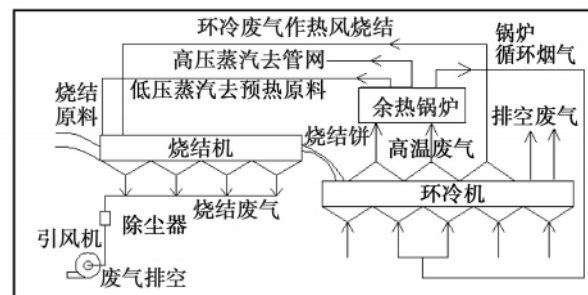 环冷废气作热风烧结
高压蒸汽去管网
低压蒸汽去预热原料
锅炉
循环烟气
烧结
原料
余热锅炉
排空废气
烧结机
烧结饼
高温废气
环冷机
烧结废气
除尘器
引风机
废气排空